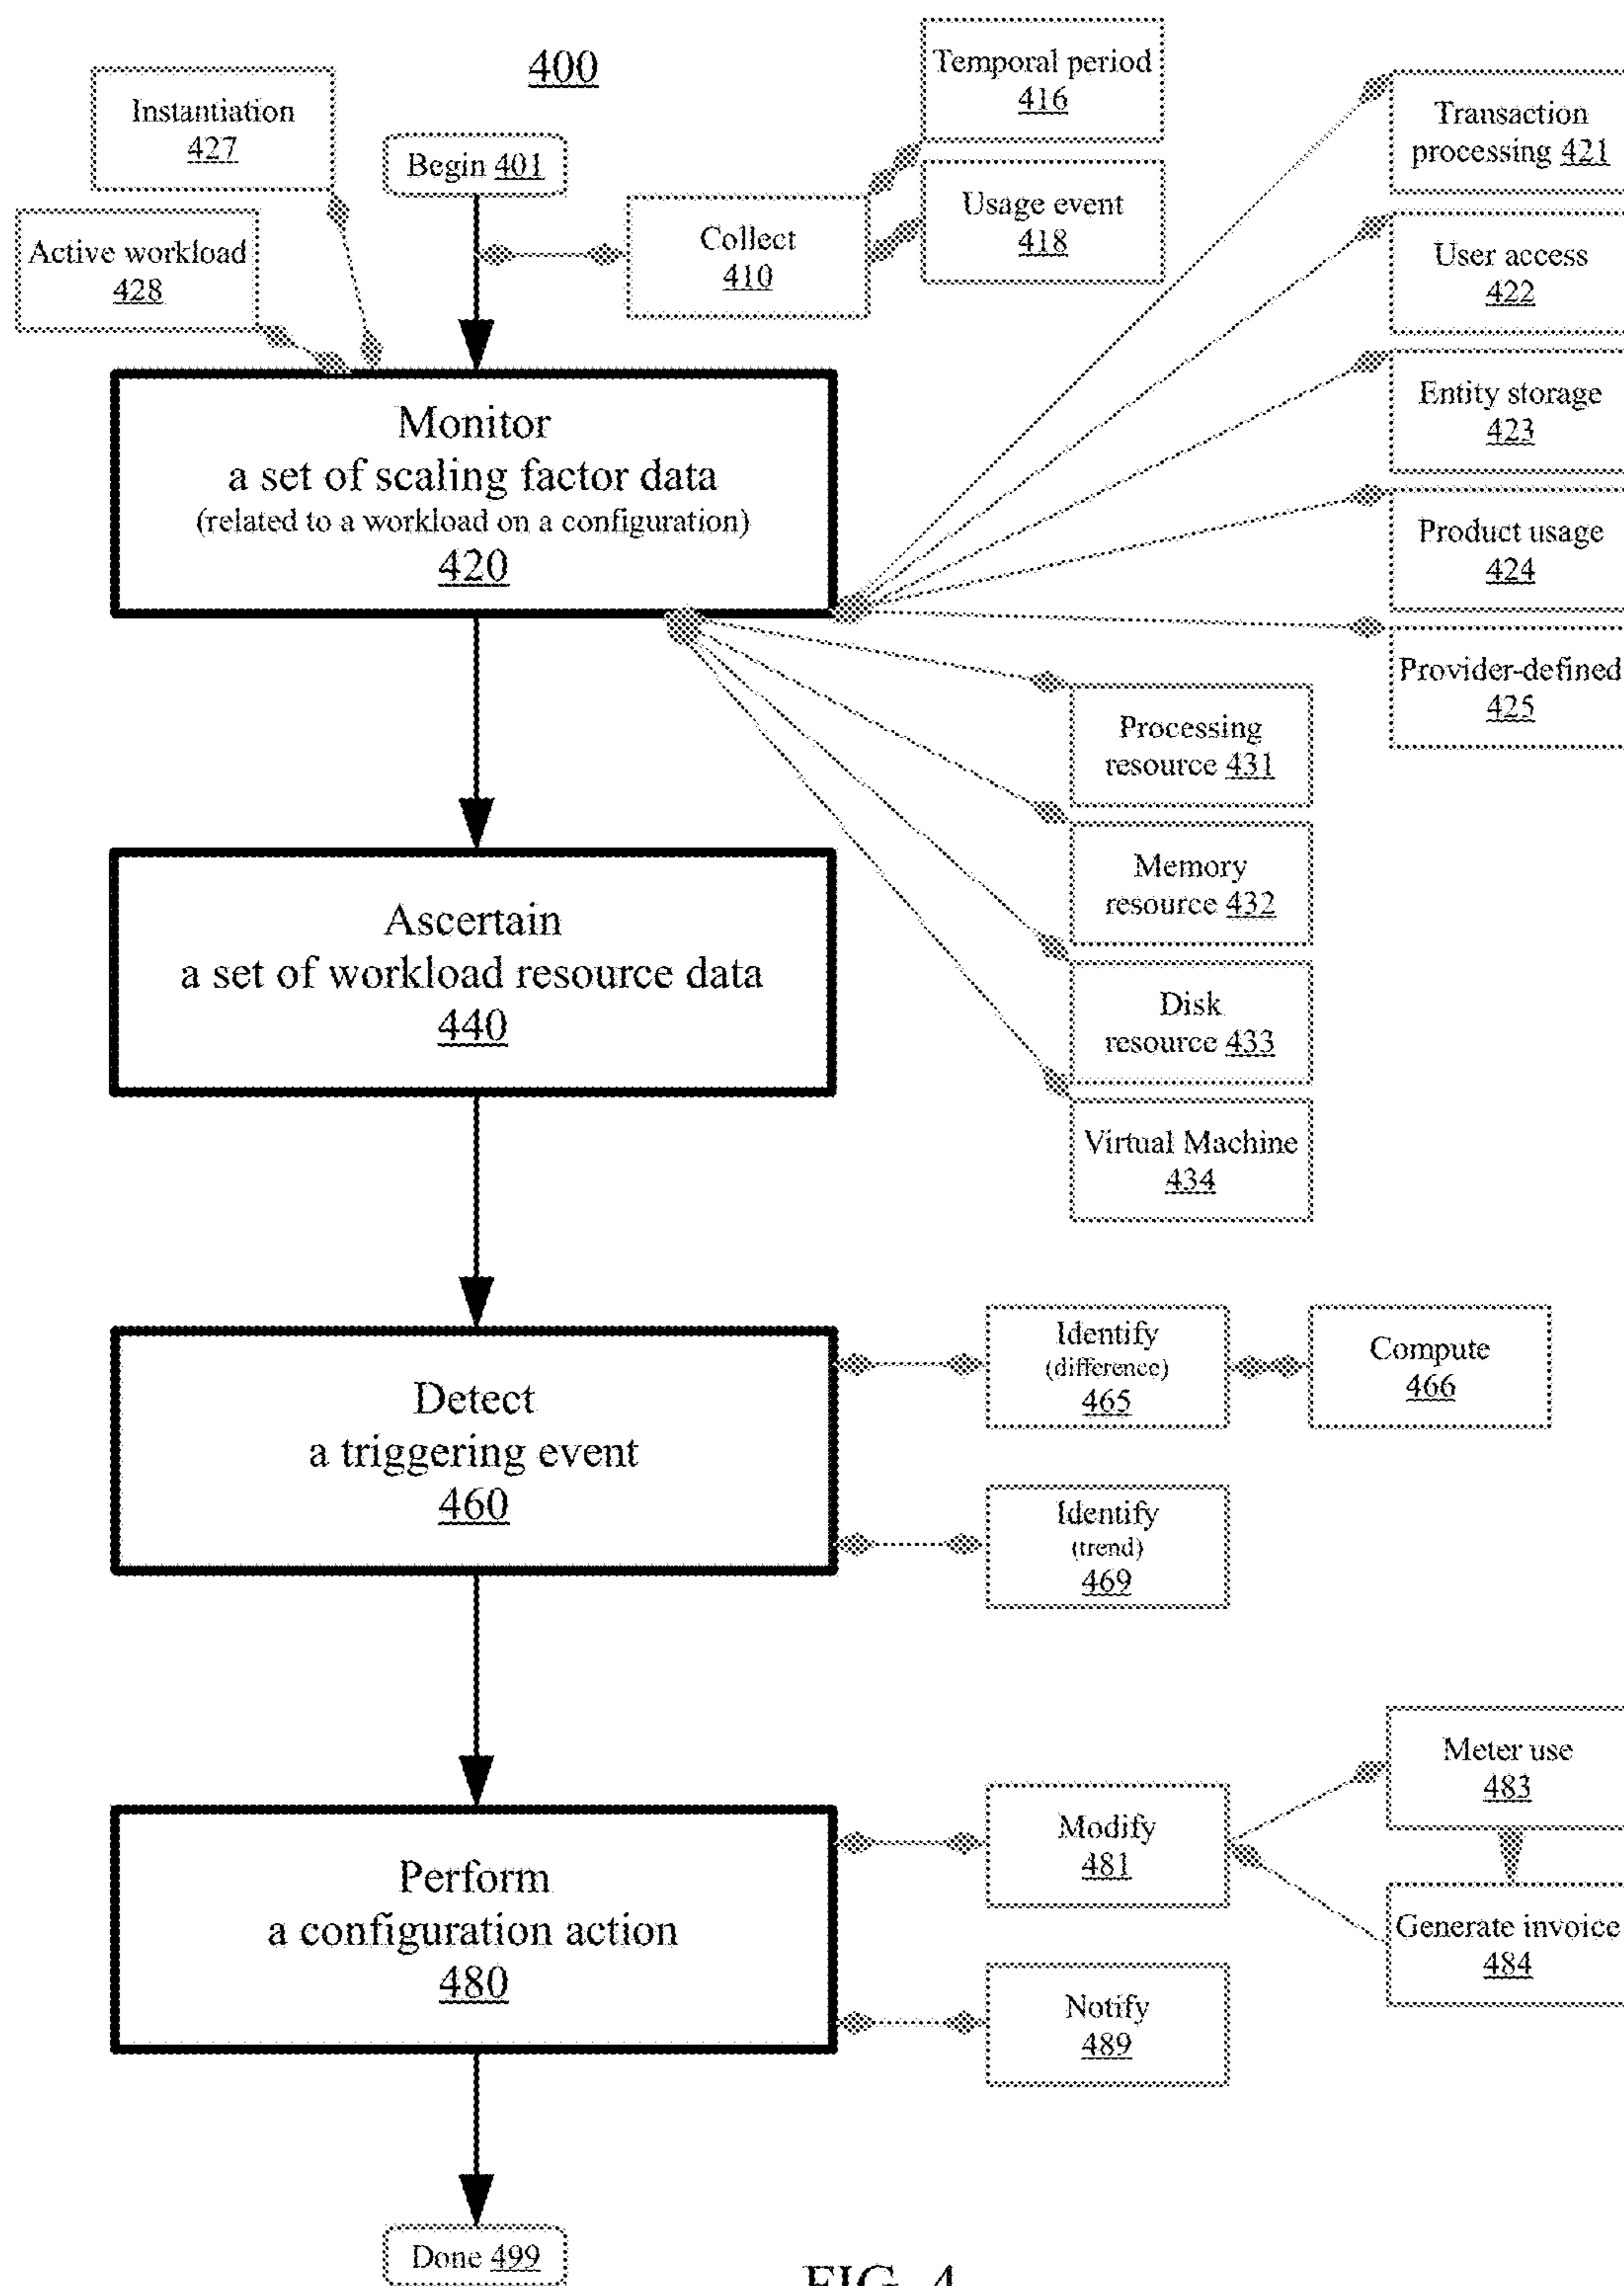 400
Temporal period
416
Instantiation
427
Begin 401
Transaction
processing 421
Usage event
418
Collect
410
Active workload
428
User access
422
Monitor
a set of scaling factor data
(related to a workload on a configuration)
420
Entity storage
423
Product usage
424
Provider-defined
425
Processing
resource 431
Memory
resource 432
Ascertain
a set of workload resource data
440
Disk
resource 433
Virtual Machine
434
Detect
a triggering event
460
Identify
(difference)
465
Compute
466
Identify
(trend)
469
Perform
a configuration action
480
Modify
481
Meter use
483
Generate invoice
484
Notify
489
Done 499
FIG. 4